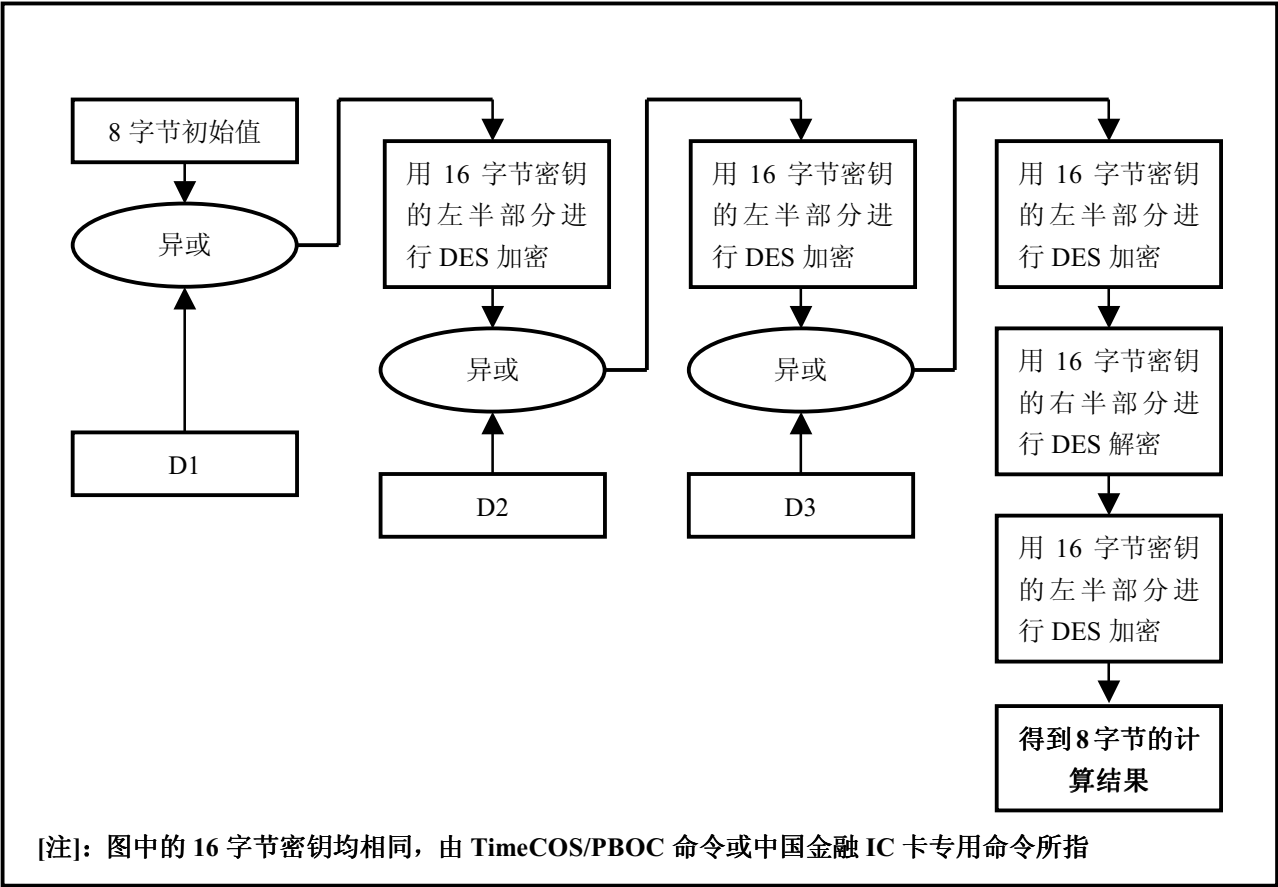 8 字节初始值
异或
D1
用 16 字节密钥
的左半部分进
行 DES 加密
异或
D2
用 16 字节密钥
的左半部分进
行 DES 加密
异或
D3
用 16 字节密钥
的左半部分进
行 DES 加密
用 16 字节密钥
的右半部分进
行 DES 解密
用 16 字节密钥
的左半部分进
行 DES 加密
得到 8 字节的计
算结果
[注]：图中的 16 字节密钥均相同，由 TimeCOS/PBOC 命令或中国金融 IC 卡专用命令所指